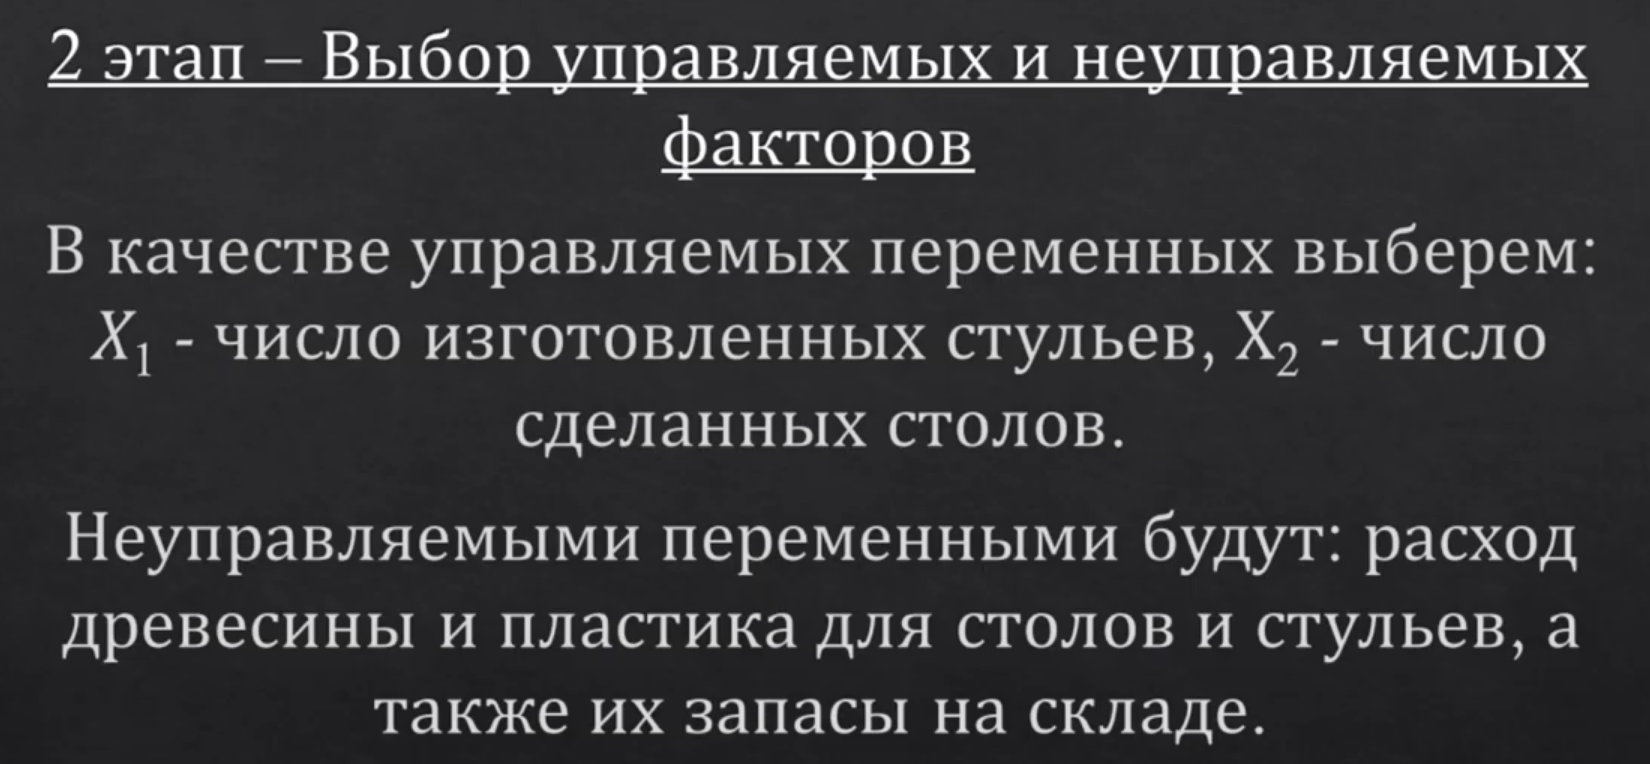 2 этап – Выбор управляемых и неуправляемых
факторов
В качестве управляемых переменных выберем:
X₁ - число изготовленных стульев, X₂ - число
сделанных столов.
Неуправляемыми переменными будут: расход
древесины и пластика для столов и стульев, а
также их запасы на складе.